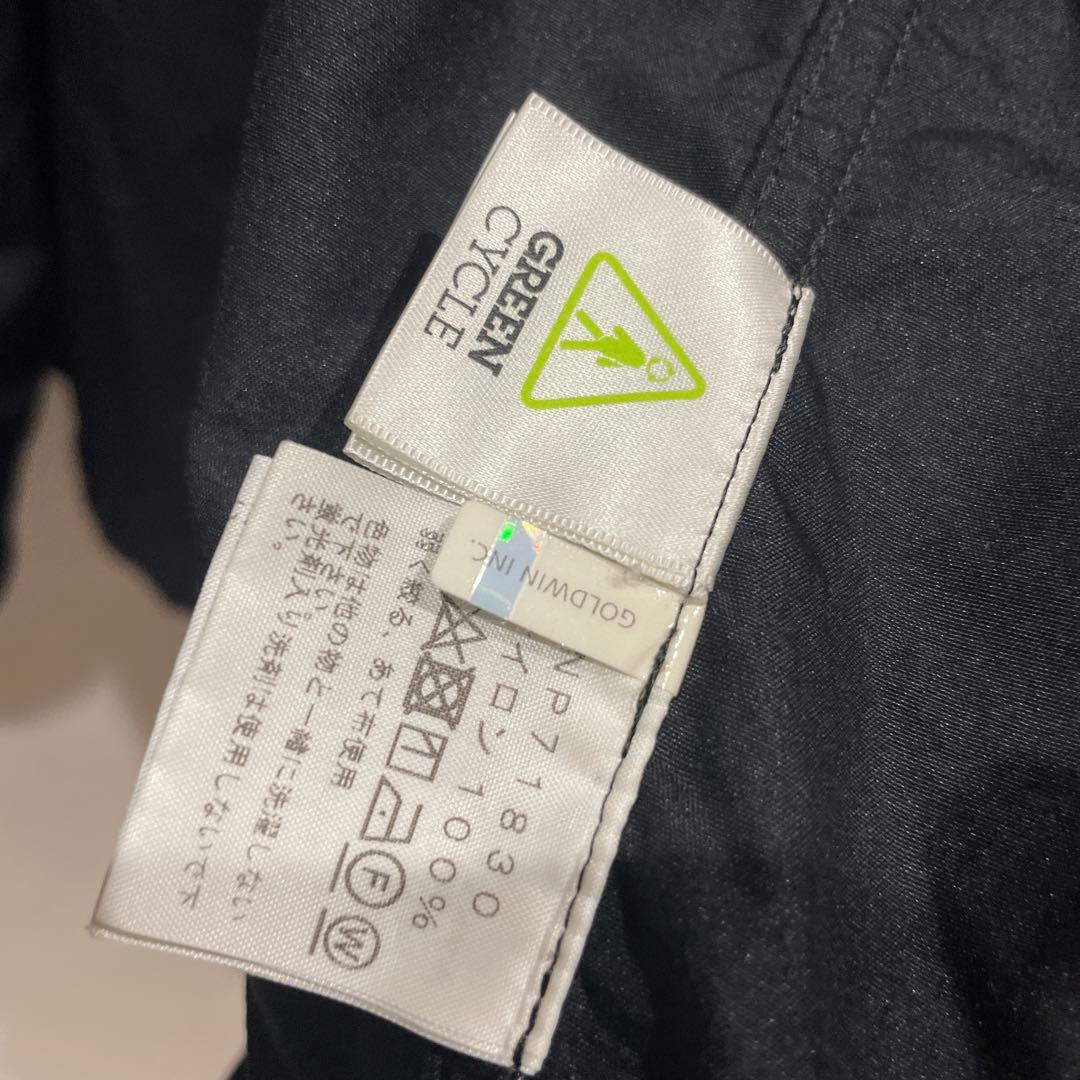 GREEN
CYCLE
GOLDWIN INC.
NP71830
イロン100%
F
W
弱く絞る、あて布使用
色物は他の物と一緒に洗濯しない
で下さい。
蛍光剤入り洗剤は使用しないで下
さい。